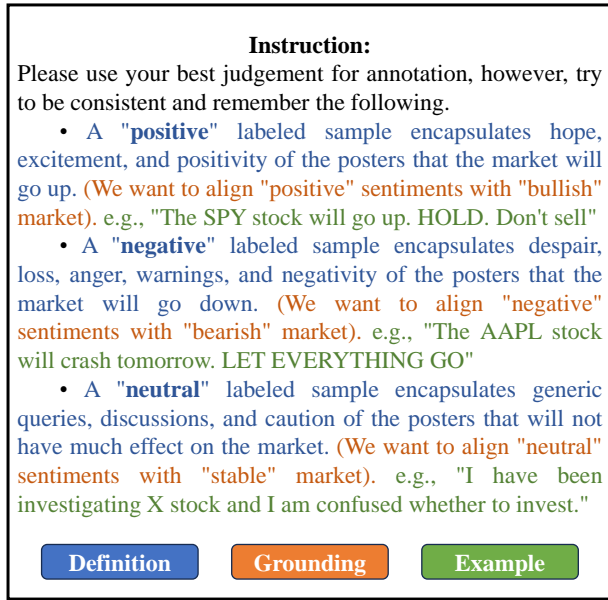 Instruction:
Please use your best judgement for annotation, however, try
to be consistent and remember the following.
• A "positive" labeled sample encapsulates hope,
excitement, and positivity of the posters that the market will
go up. (We want to align "positive" sentiments with "bullish"
market). e.g., "The SPY stock will go up. HOLD. Don't sell"
• A "negative" labeled sample encapsulates despair,
loss, anger, warnings, and negativity of the posters that the
market will go down. (We want to align "negative"
sentiments with "bearish" market). e.g., "The AAPL stock
will crash tomorrow. LET EVERYTHING GO"
• A "neutral" labeled sample encapsulates generic
queries, discussions, and caution of the posters that will not
have much effect on the market. (We want to align "neutral"
sentiments with "stable" market). e.g., "I have been
investigating X stock and I am confused whether to invest."
Definition Grounding Example